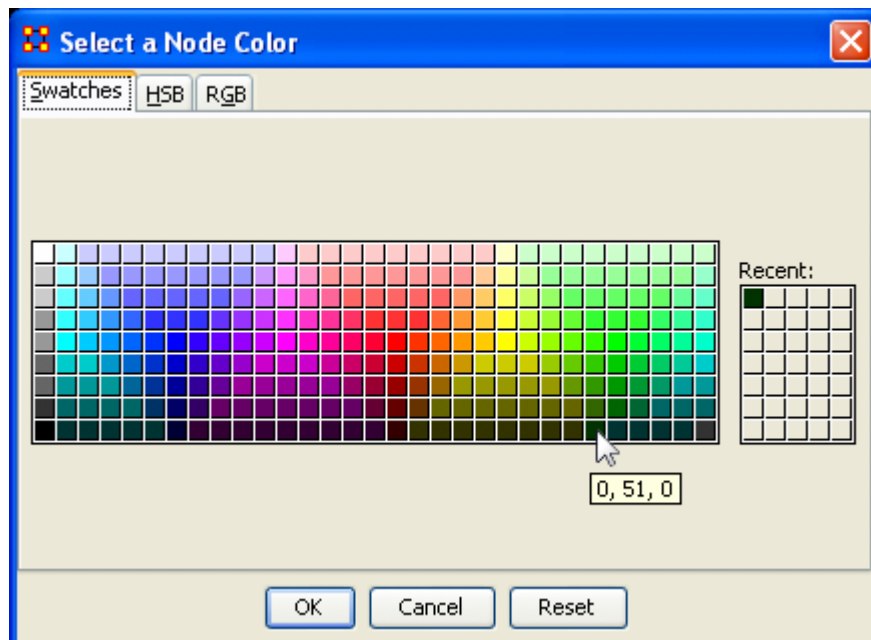 Select a Node Color
Swatches HSB RGB
Recent:
0, 51, 0
OK Cancel Reset